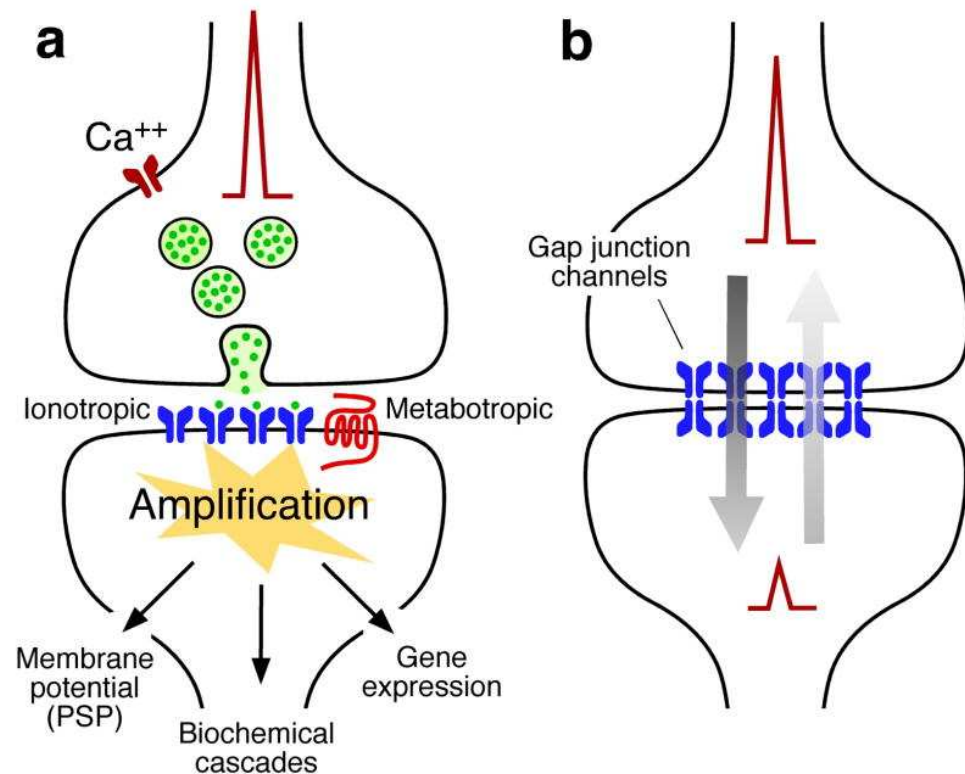 a
Ca++
Ionotropic
Metabotropic
Amplification
Membrane
potential
(PSP)
Biochemical
cascades
Gene
expression
b
Gap junction
channels